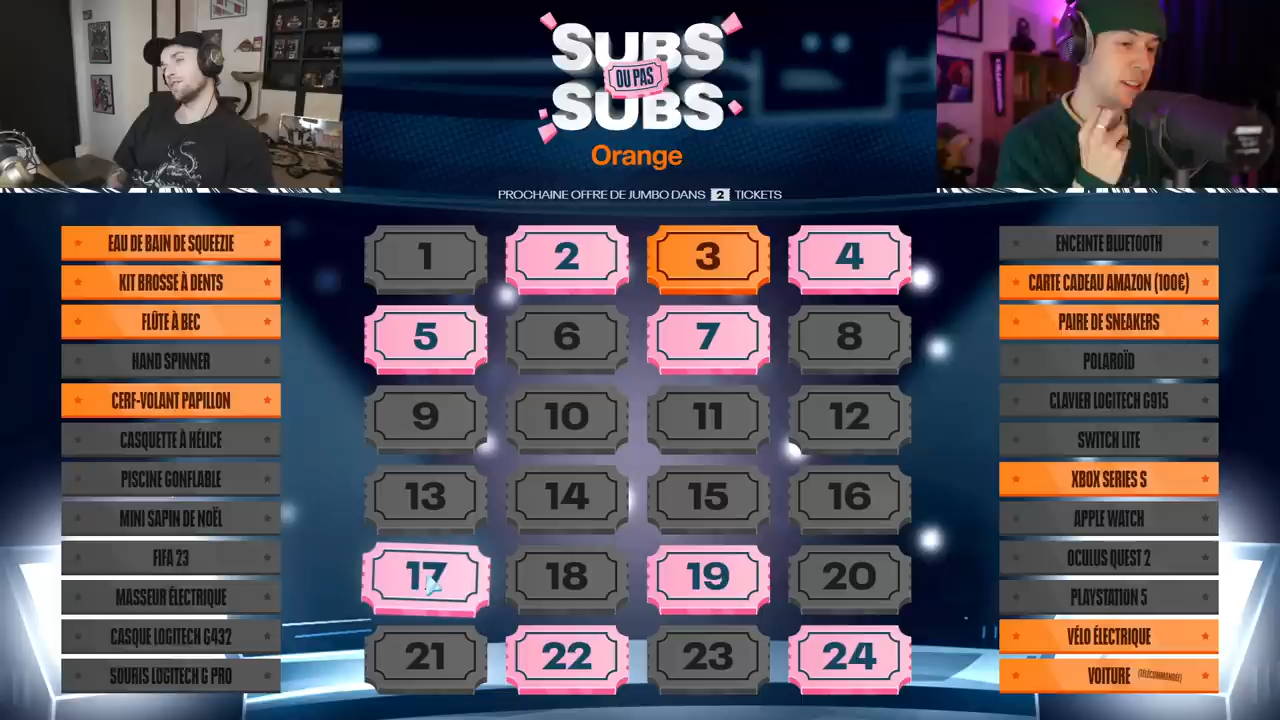 SUBS
OU PAS
SUBS
Orange
PROCHAINE OFFRE DE JUMBO DANS 2 TICKETS
EAU DE BAIN DE SQUEEZIE
KIT BROSSE À DENTS
FLÛTE À BEC
HAND SPINNER
CERF-VOLANT PAPILLON
CASQUETTE À HÉLICE
PISCINE GONFLABLE
MINI SAPIN DE NOËL
FIFA 23
MASSEUR ÉLECTRIQUE
CASQUE LOGITECH G432
SOURIS LOGITECH G PRO
1 2 3 4
5 6 7 8
9 10 11 12
13 14 15 16
17 18 19 20
21 22 23 24
ENCEINTE BLUETOOTH
CARTE CADEAU AMAZON (100€)
PAIRE DE SNEAKERS
POLAROÏD
CLAVIER LOGITECH G915
SWITCH LITE
XBOX SERIES S
APPLE WATCH
OCULUS QUEST 2
PLAYSTATION 5
VÉLO ÉLECTRIQUE
VOITURE (TÉLÉCOMMANDÉE)